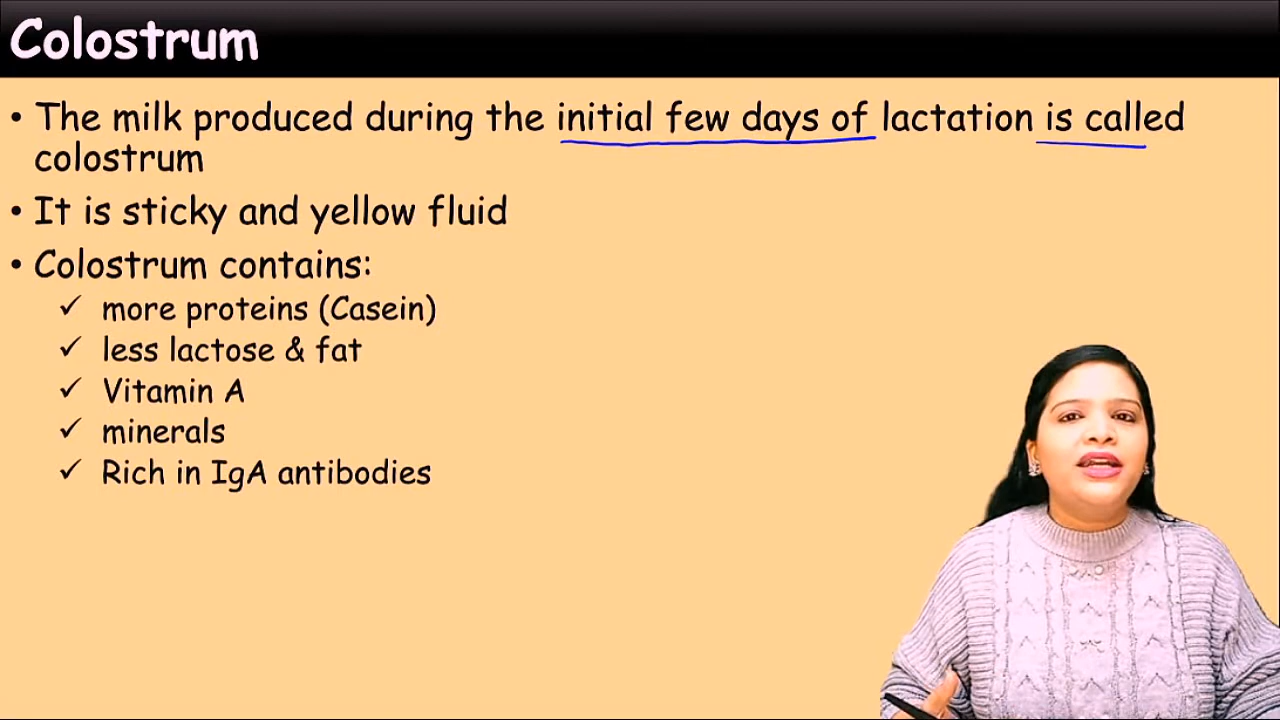 Colostrum
• The milk produced during the initial few days of lactation is called
colostrum
• It is sticky and yellow fluid
• Colostrum contains:
✓ more proteins (Casein)
✓ less lactose & fat
✓ Vitamin A
✓ minerals
✓ Rich in IgA antibodies